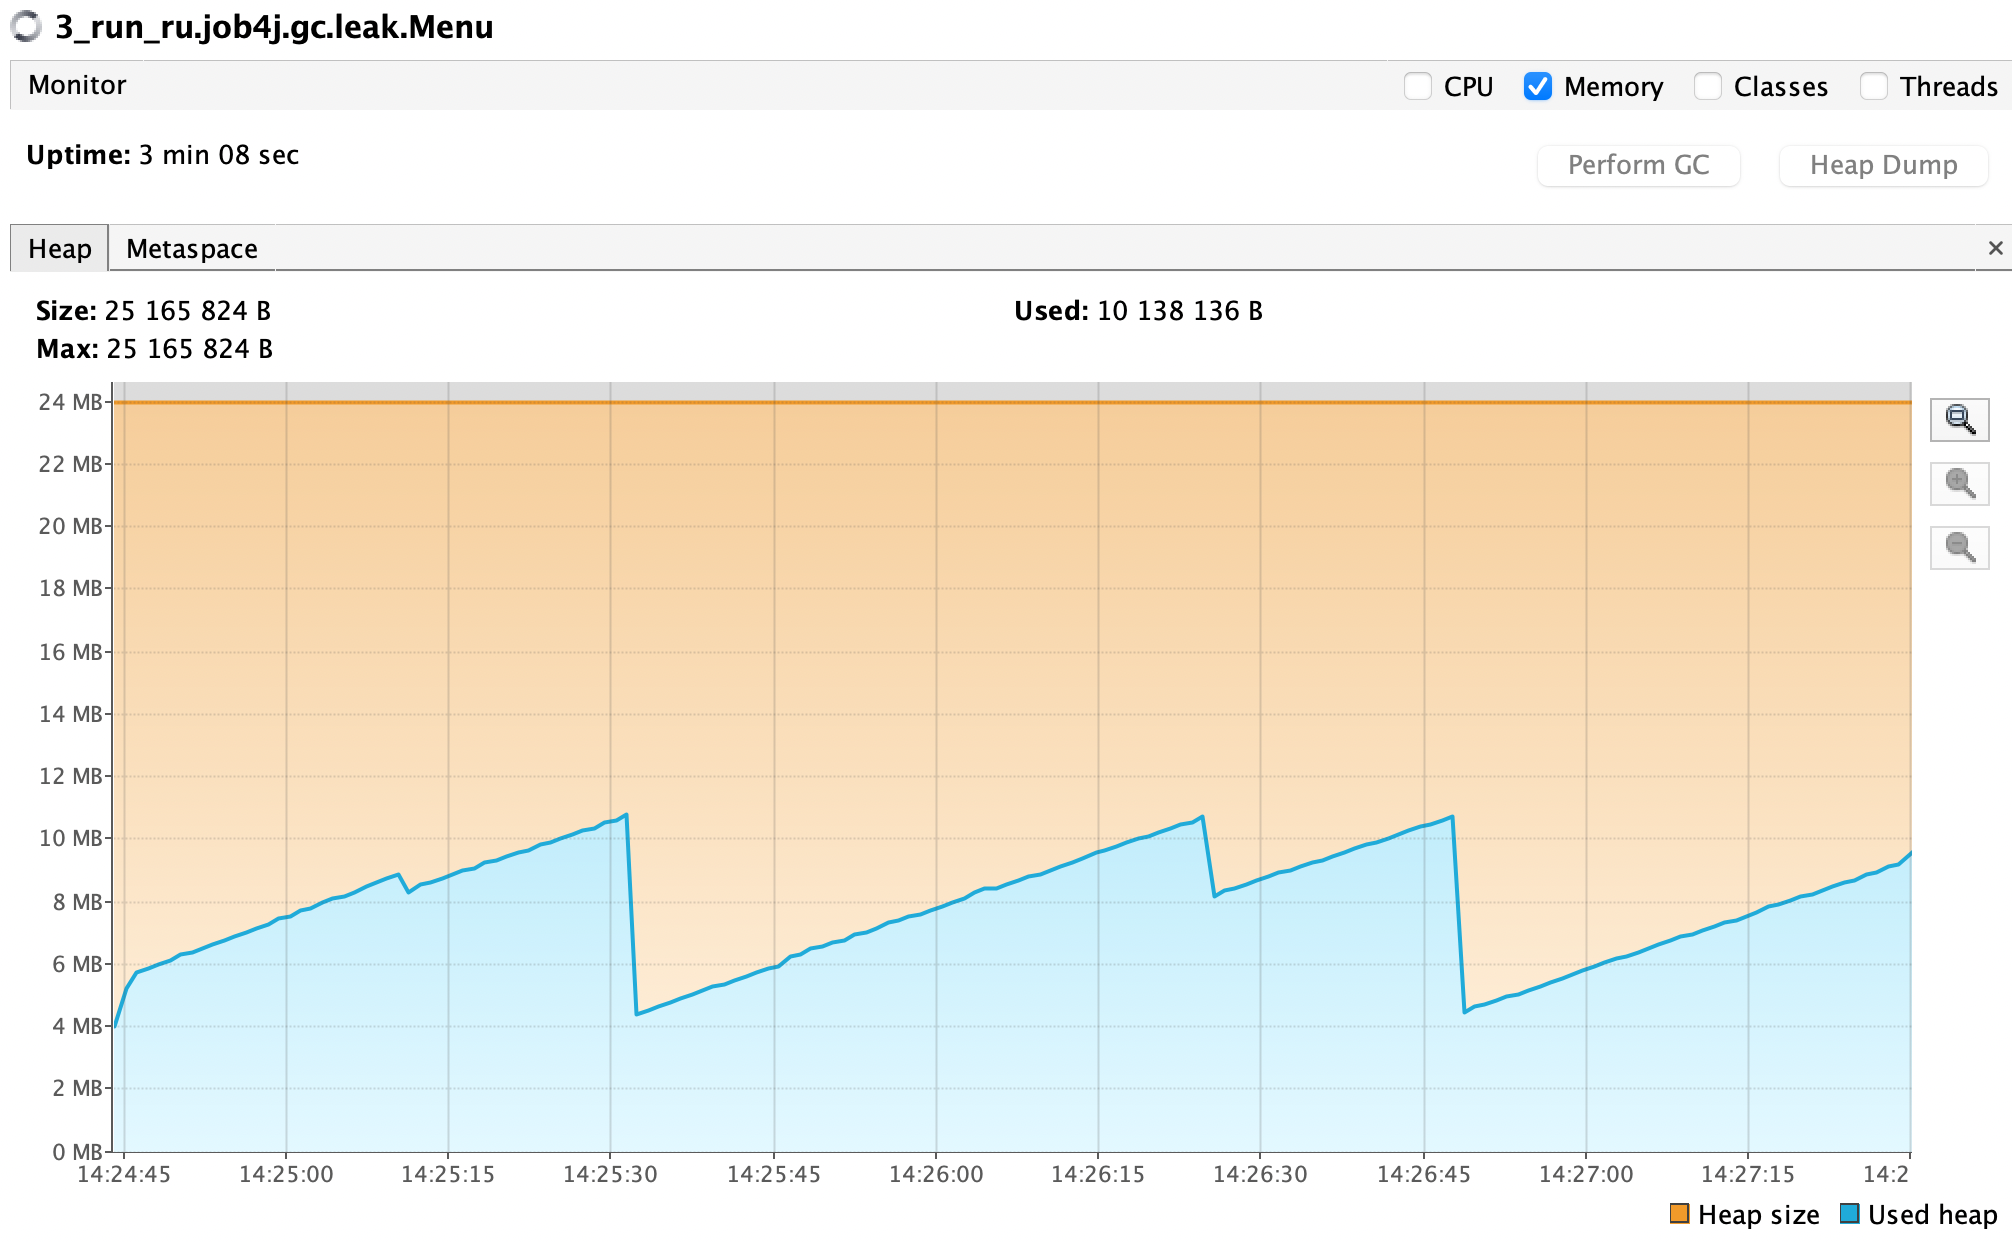 3_run_ru.job4j.gc.leak.Menu
Monitor CPU Memory Classes Threads
Uptime: 3 min 08 sec
Perform GC Heap Dump
Heap Metaspace
Size: 25 165 824 B Used: 10 138 136 B
Max: 25 165 824 B
24 MB
22 MB
20 MB
18 MB
16 MB
14 MB
12 MB
10 MB
8 MB
6 MB
4 MB
2 MB
0 MB
14:24:45 14:25:00 14:25:15 14:25:30 14:25:45 14:26:00 14:26:15 14:26:30 14:26:45 14:27:00 14:27:15 14:2
Heap size Used heap